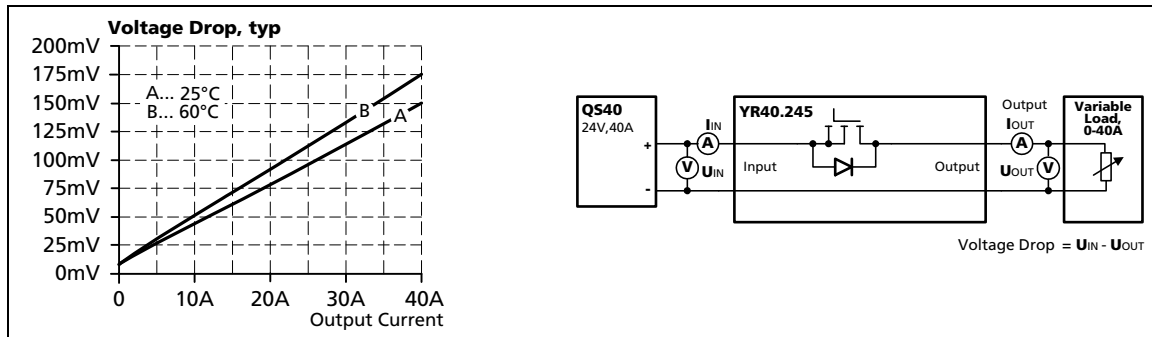 Voltage Drop, typ
200mV
175mV
150mV
125mV
100mV
75mV
50mV
25mV
0mV
A... 25°C
B... 60°C
B
A
0 10A 20A 30A 40A
Output Current
QS40
24V,40A
+
-
IIN
A
V
UIN
YR40.245
Input
Output
Output
IOUT
A
UOUT
V
Variable
Load,
0-40A
Voltage Drop = UIN - UOUT